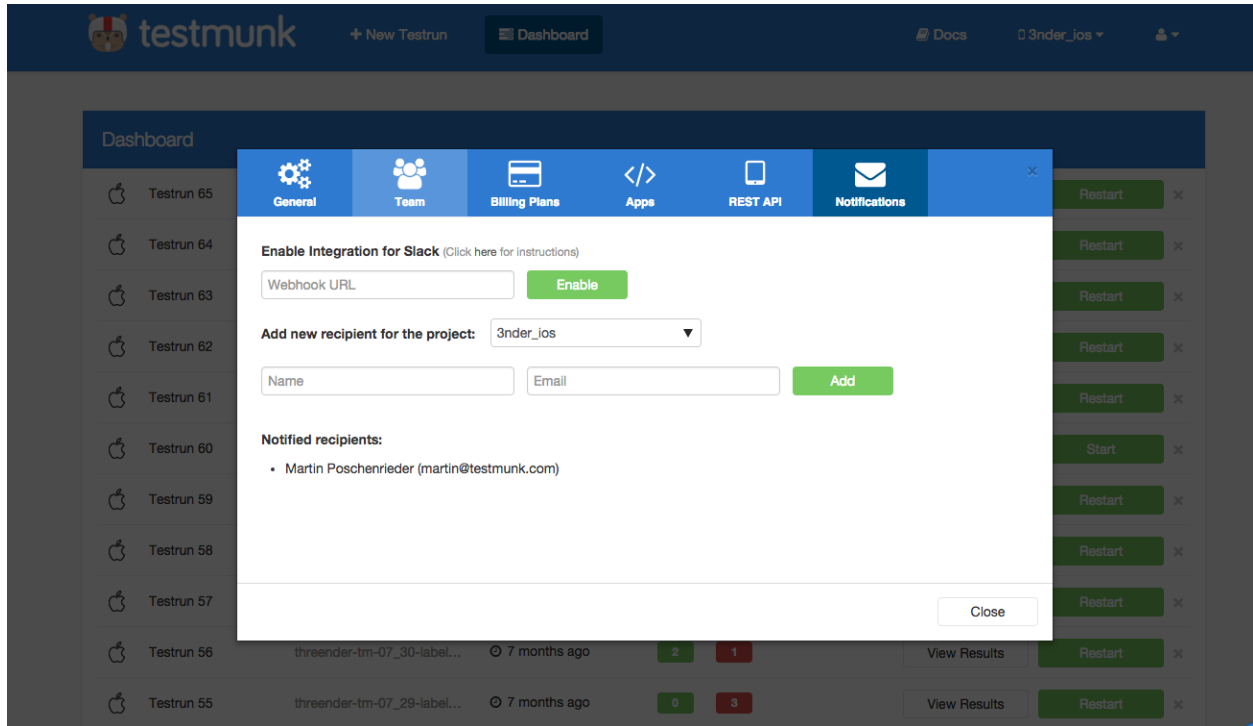 testmunk
+ New Testrun
Dashboard
Docs
3nder_ios
Dashboard
General
Team
Billing Plans
Apps
REST API
Notifications
×
Testrun 65
Restart ×
Testrun 64
Restart ×
Testrun 63
Restart ×
Testrun 62
Restart ×
Testrun 61
Restart ×
Testrun 60
Start ×
Testrun 59
Restart ×
Testrun 58
Restart ×
Testrun 57
Restart ×
Enable Integration for Slack (Click here for instructions)
Webhook URL
Enable
Add new recipient for the project:
3nder_ios
Name
Email
Add
Notified recipients:
• Martin Poschenrieder (martin@testmunk.com)
Close
Testrun 56 threender-tm-07_30-label... 7 months ago 2 1 View Results Restart ×
Testrun 55 threender-tm-07_29-label... 7 months ago 0 3 View Results Restart ×